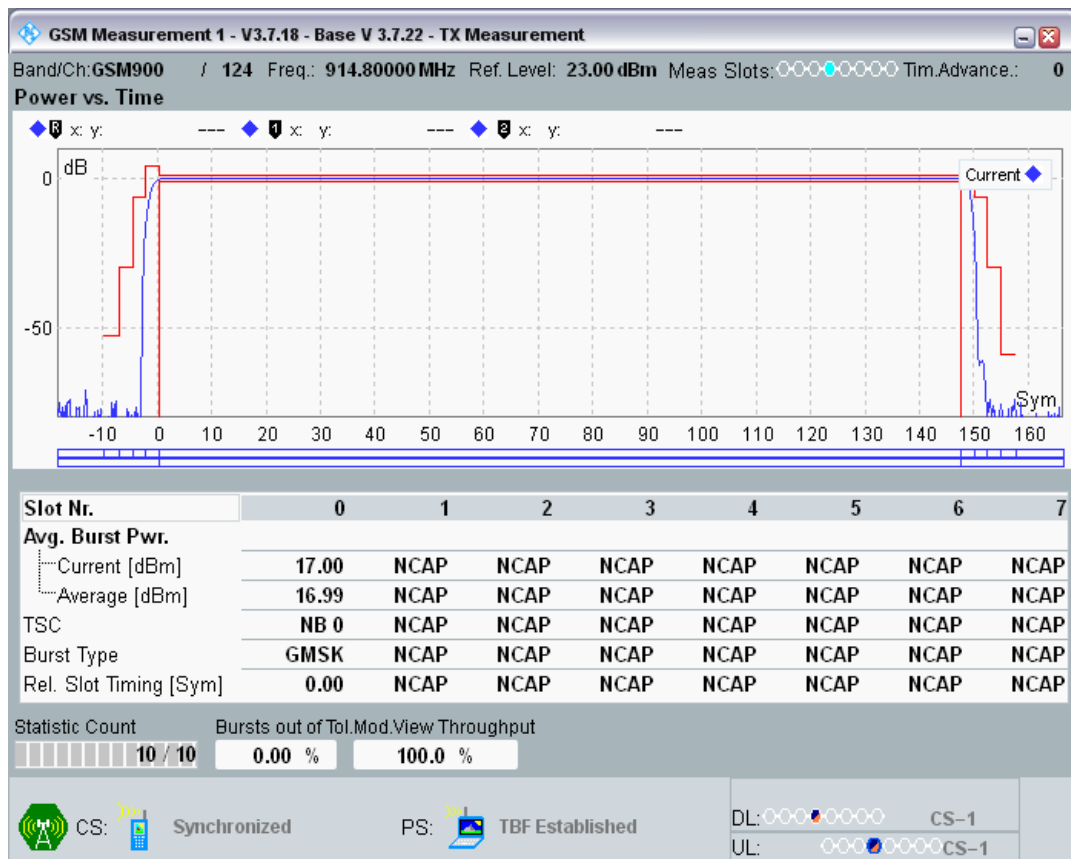 GSM Measurement 1 - V3.7.18 - Base V 3.7.22 - TX Measurement
Band/Ch:GSM900 / 124 Freq.: 914.80000 MHz Ref. Level: 23.00 dBm Meas Slots: Tim.Advance.: 0
Power vs. Time
R x: y: --- 1 x: y: --- 2 x: y: ---
dB
Current
0
-50
Sym
-10 0 10 20 30 40 50 60 70 80 90 100 110 120 130 140 150 160
Slot Nr. 0 1 2 3 4 5 6 7
Avg. Burst Pwr.
Current [dBm] 17.00 NCAP NCAP NCAP NCAP NCAP NCAP NCAP
Average [dBm] 16.99 NCAP NCAP NCAP NCAP NCAP NCAP NCAP
TSC NB 0 NCAP NCAP NCAP NCAP NCAP NCAP NCAP
Burst Type GMSK NCAP NCAP NCAP NCAP NCAP NCAP NCAP
Rel. Slot Timing [Sym] 0.00 NCAP NCAP NCAP NCAP NCAP NCAP NCAP
Statistic Count Bursts out of Tol.Mod.View Throughput
10 / 10 0.00 % 100.0 %
CS: Synchronized PS: TBF Established DL: CS-1
UL: CS-1